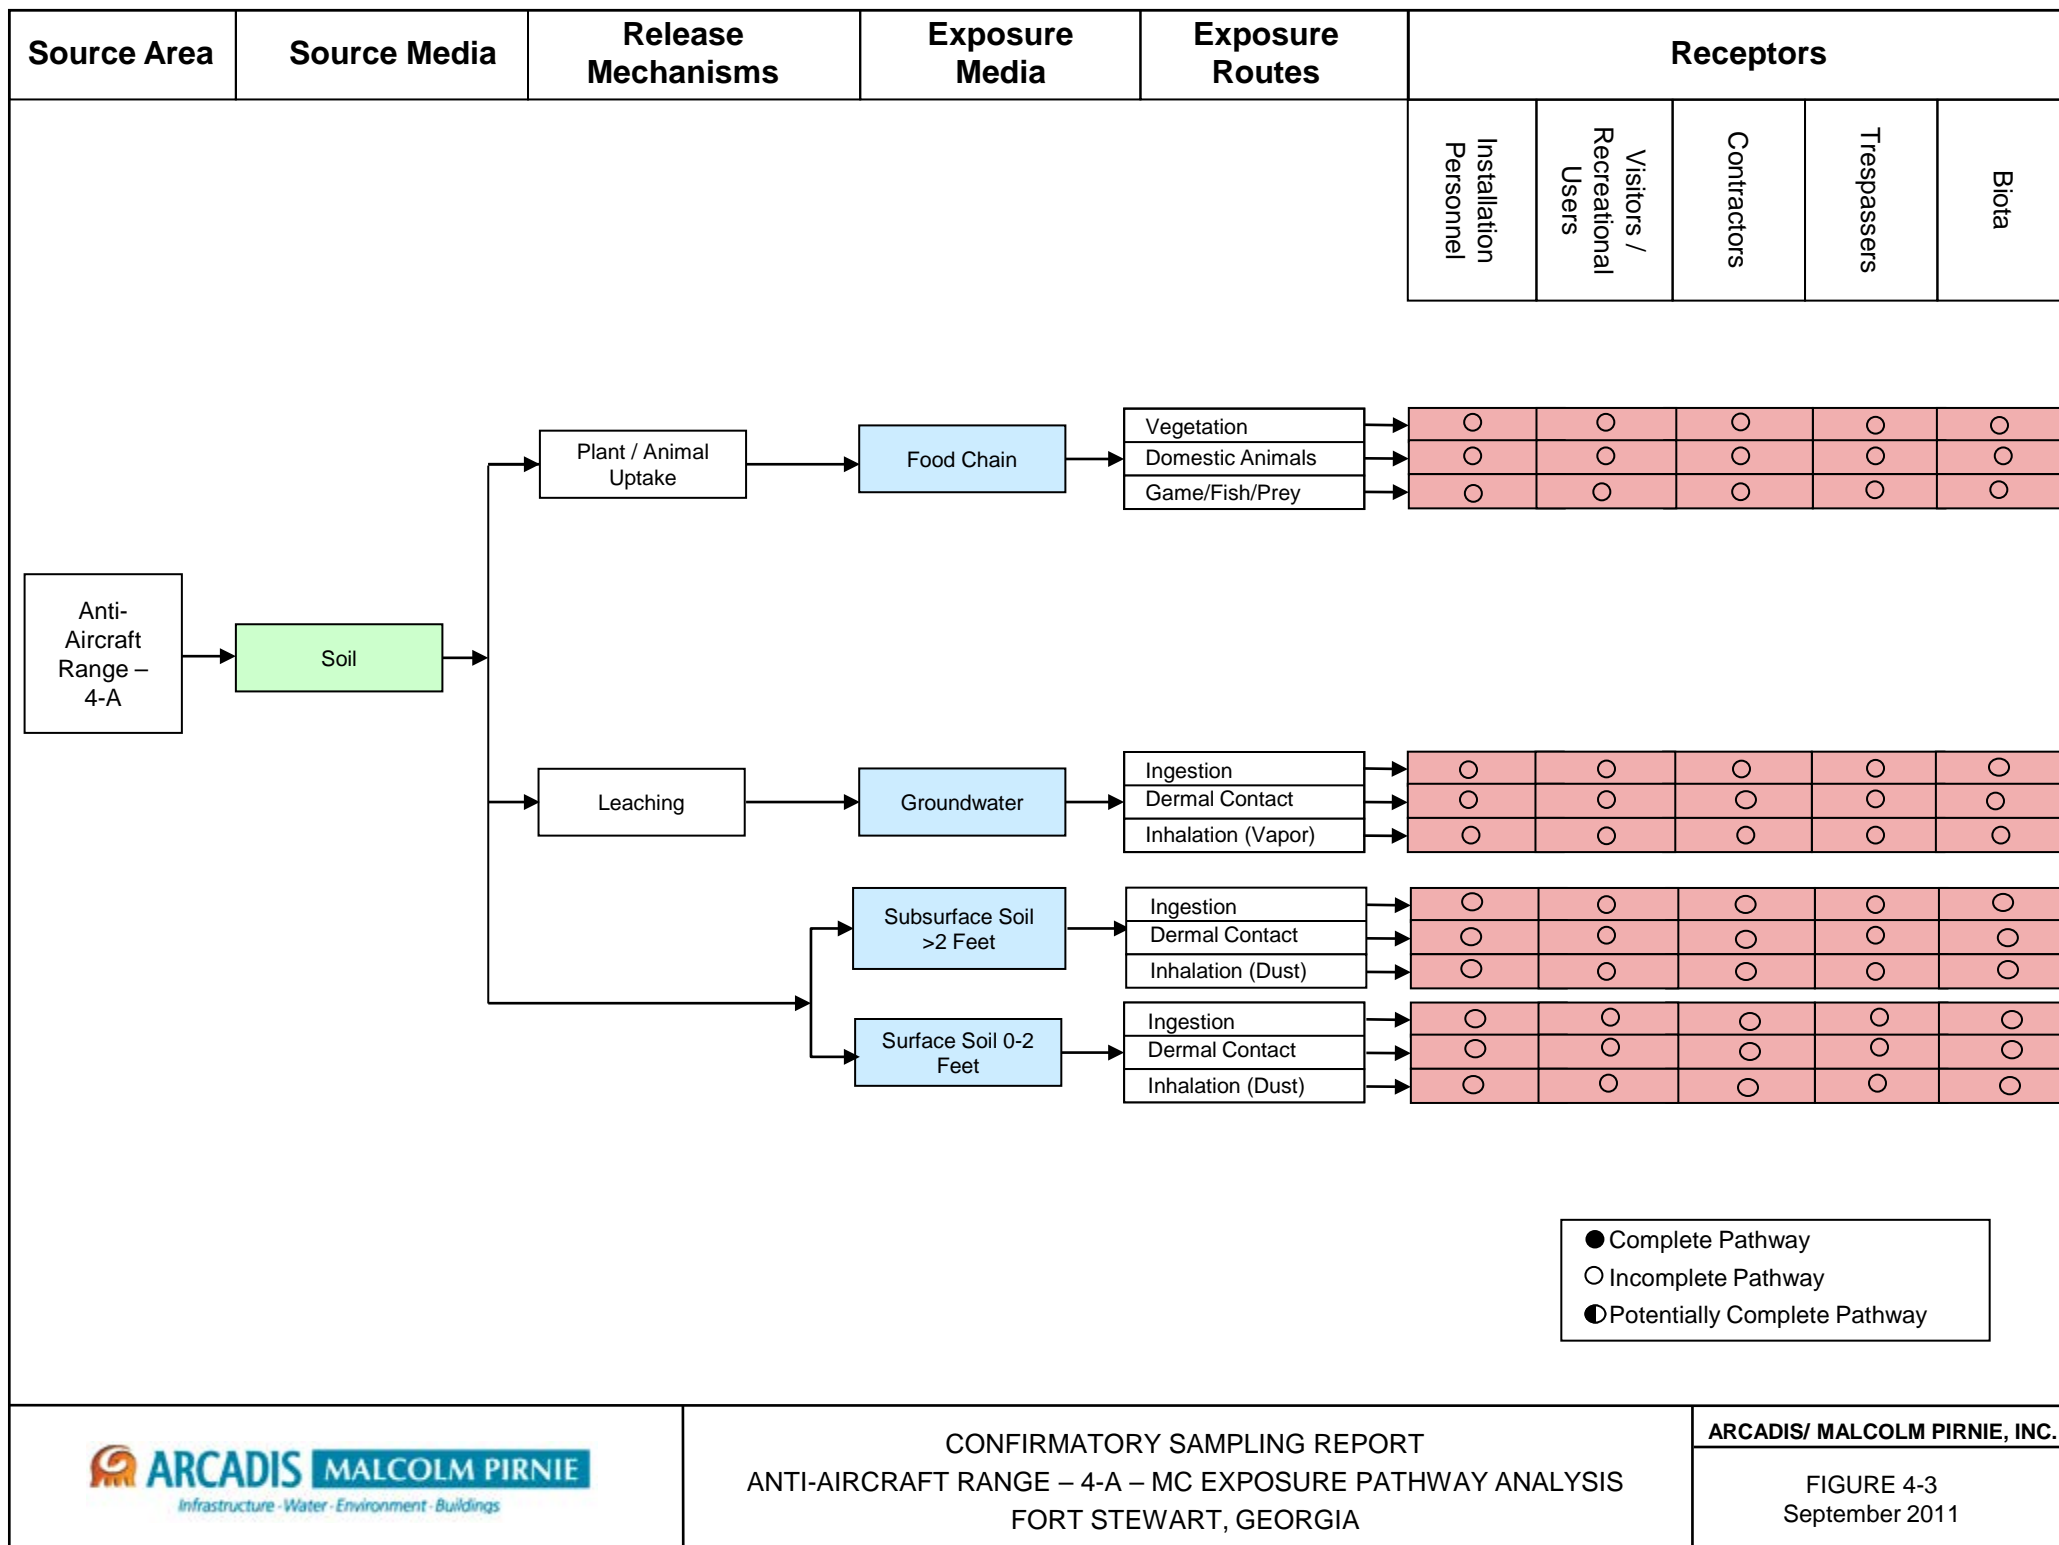 Source Area
Source Media
Release
Mechanisms
Exposure
Media
Exposure
Routes
Receptors
Installation
Personnel
Visitors /
Recreational
Users
Contractors
Trespassers
Biota
Plant / Animal
Uptake
Food Chain
Vegetation
Domestic Animals
Game/Fish/Prey
Anti-
Aircraft
Range –
4-A
Soil
Leaching
Groundwater
Ingestion
Dermal Contact
Inhalation (Vapor)
Subsurface Soil
>2 Feet
Ingestion
Dermal Contact
Inhalation (Dust)
Surface Soil 0-2
Feet
Ingestion
Dermal Contact
Inhalation (Dust)
Complete Pathway
Incomplete Pathway
Potentially Complete Pathway
ARCADIS MALCOLM PIRNIE
Infrastructure · Water · Environment · Buildings
CONFIRMATORY SAMPLING REPORT
ANTI-AIRCRAFT RANGE – 4-A – MC EXPOSURE PATHWAY ANALYSIS
FORT STEWART, GEORGIA
ARCADIS/ MALCOLM PIRNIE, INC.
FIGURE 4-3
September 2011